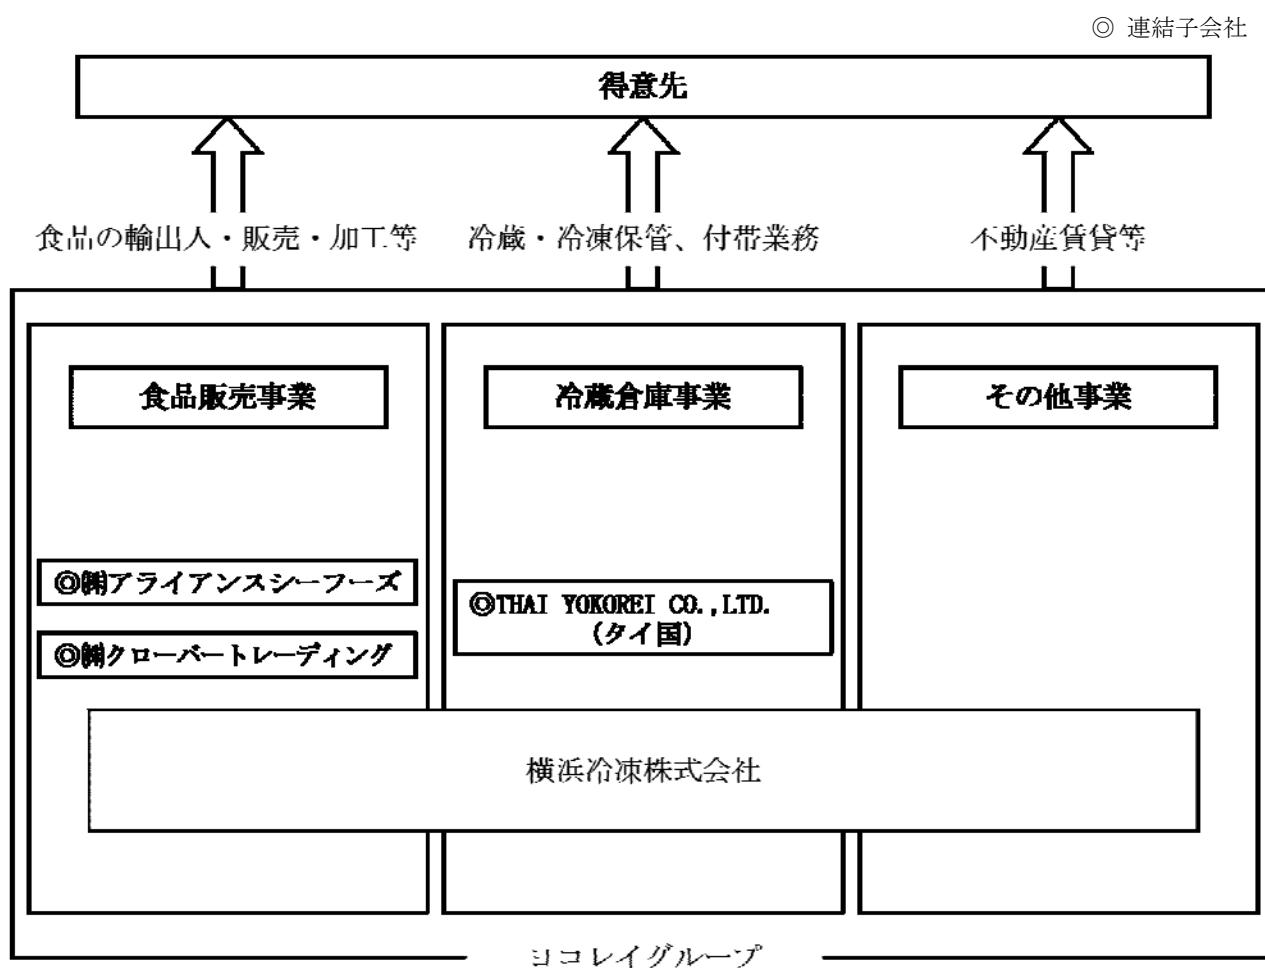 ◎ 連結子会社
得意先
食品の輸出入・販売・加工等
冷蔵・冷凍保管、付帯業務
不動産賃貸等
食品販売事業
冷蔵倉庫事業
その他事業
◎㈱アライアンスシーフーズ
◎㈱クローバートレーディング
◎THAI YOKOREI CO.,LTD.
(タイ国)
横浜冷凍株式会社
ヨコレイグループ